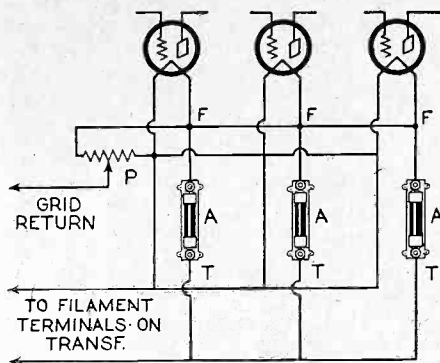 F F F
P
GRID
RETURN
A A A
T T T
TO FILAMENT
TERMINALS ON
TRANSF.